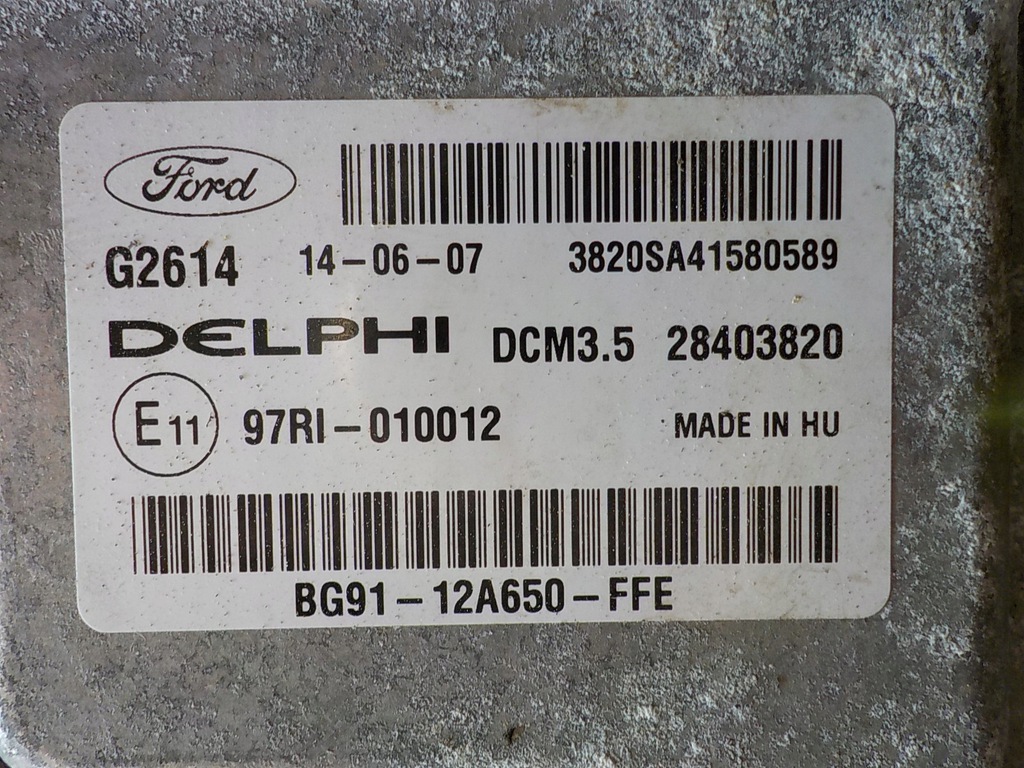 Ford
G2614 14-06-07 3820SA41580589
DELPHI DCM3.5 28403820
E11 97RI-010012 MADE IN HU
BG91-12A650-FFE